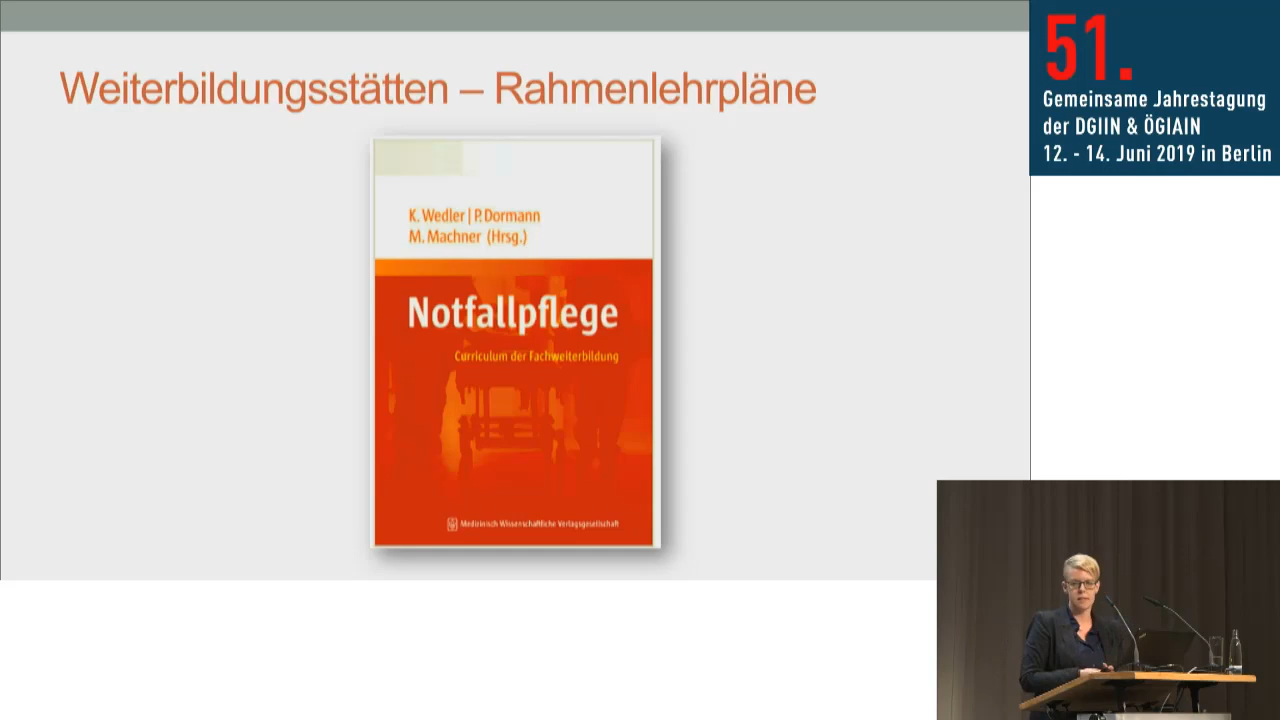 Weiterbildungsstätten – Rahmenlehrpläne
K. Wedler | P. Dormann
M. Machner (Hrsg.)
Notfallpflege
Curriculum der Fachweiterbildung
Medizinisch Wissenschaftliche Verlagsgesellschaft
51.
Gemeinsame Jahrestagung
der DGIIN & ÖGIAIN
12. - 14. Juni 2019 in Berlin